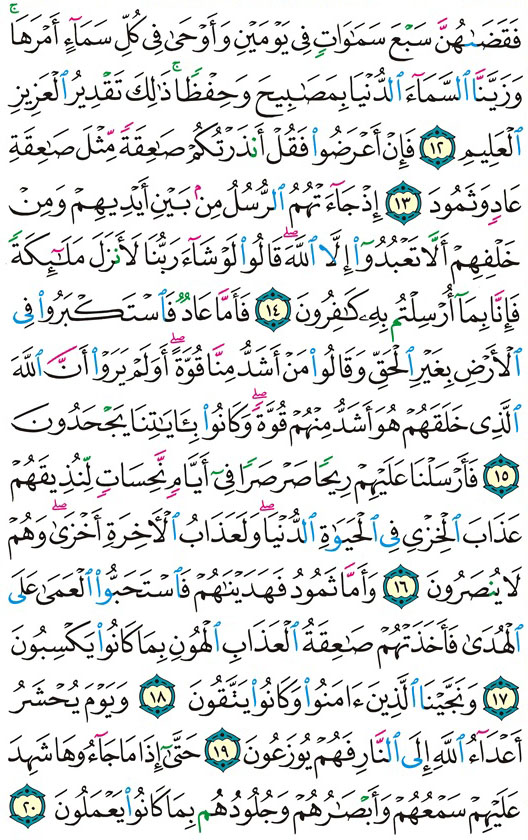 فَقَضَىٰهُنَّ سَبۡعَ سَمَٰوَاتٖ فِي يَوۡمَيۡنِ وَأَوۡحَىٰ فِي كُلِّ سَمَآءٍ أَمۡرَهَاۚ
وَزَيَّنَّا ٱلسَّمَآءَ ٱلدُّنۡيَا بِمَصَٰبِيحَ وَحِفۡظٗاۚ ذَٰلِكَ تَقۡدِيرُ ٱلۡعَزِيزِ
ٱلۡعَلِيمِ ١٢ فَإِنۡ أَعۡرَضُواْ فَقُلۡ أَنذَرۡتُكُمۡ صَٰعِقَةٗ مِّثۡلَ صَٰعِقَةِ
عَادٖ وَثَمُودَ ١٣ إِذۡ جَآءَتۡهُمُ ٱلرُّسُلُ مِنۢ بَيۡنِ أَيۡدِيهِمۡ وَمِنۡ
خَلۡفِهِمۡ أَلَّا تَعۡبُدُوٓاْ إِلَّا ٱللَّهَۖ قَالُواْ لَوۡ شَآءَ رَبُّنَا لَأَنزَلَ مَلَٰٓئِكَةٗ
فَإِنَّا بِمَآ أُرۡسِلۡتُم بِهِۦ كَٰفِرُونَ ١٤ فَأَمَّا عَادٞ فَٱسۡتَكۡبَرُواْ فِي
ٱلۡأَرۡضِ بِغَيۡرِ ٱلۡحَقِّ وَقَالُواْ مَنۡ أَشَدُّ مِنَّا قُوَّةًۖ أَوَلَمۡ يَرَوۡاْ أَنَّ ٱللَّهَ
ٱلَّذِي خَلَقَهُمۡ هُوَ أَشَدُّ مِنۡهُمۡ قُوَّةٗۖ وَكَانُواْ بِـَٔايَٰتِنَا يَجۡحَدُونَ
١٥ فَأَرۡسَلۡنَا عَلَيۡهِمۡ رِيحٗا صَرۡصَرٗا فِيٓ أَيَّامٖ نَّحِسَاتٖ لِّنُذِيقَهُمۡ
عَذَابَ ٱلۡخِزۡيِ فِي ٱلۡحَيَوٰةِ ٱلدُّنۡيَاۖ وَلَعَذَابُ ٱلۡأٓخِرَةِ أَخۡزَىٰۖ وَهُمۡ
لَا يُنصَرُونَ ١٦ وَأَمَّا ثَمُودُ فَهَدَيۡنَٰهُمۡ فَٱسۡتَحَبُّواْ ٱلۡعَمَىٰ عَلَى
ٱلۡهُدَىٰ فَأَخَذَتۡهُمۡ صَٰعِقَةُ ٱلۡعَذَابِ ٱلۡهُونِ بِمَا كَانُواْ يَكۡسِبُونَ
١٧ وَنَجَّيۡنَا ٱلَّذِينَ ءَامَنُواْ وَكَانُواْ يَتَّقُونَ ١٨ وَيَوۡمَ يُحۡشَرُ
أَعۡدَآءُ ٱللَّهِ إِلَى ٱلنَّارِ فَهُمۡ يُوزَعُونَ ١٩ حَتَّىٰٓ إِذَا مَا جَآءُوهَا شَهِدَ
عَلَيۡهِمۡ سَمۡعُهُمۡ وَأَبۡصَٰرُهُمۡ وَجُلُودُهُم بِمَا كَانُواْ يَعۡمَلُونَ ٢٠